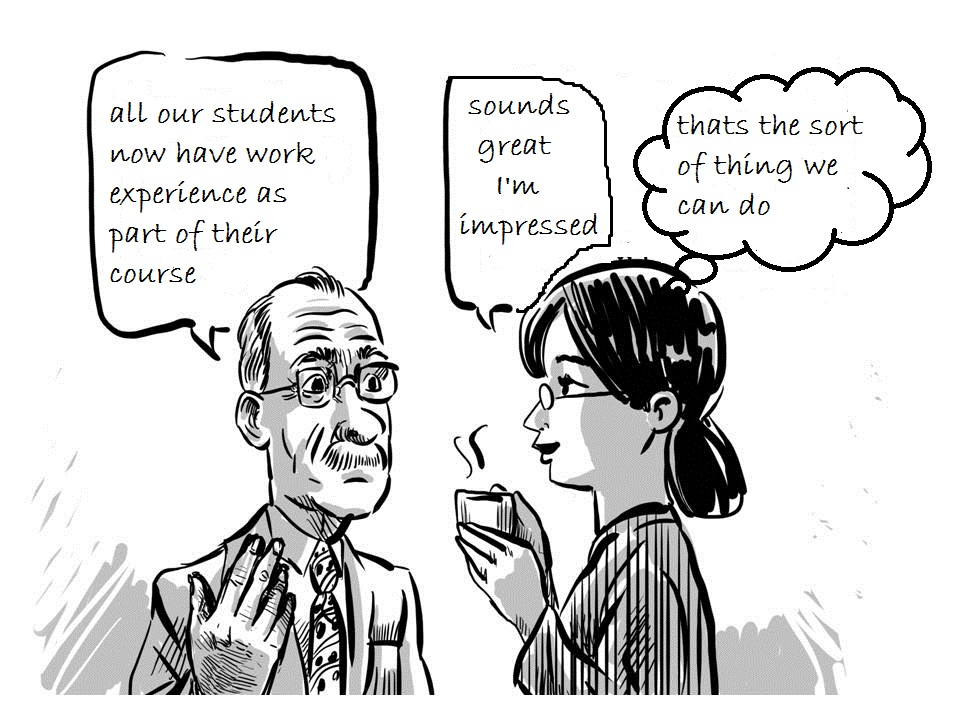 all our students
now have work
experience as
part of their
course
sounds
great
I'm
impressed
thats the sort
of thing we
can do